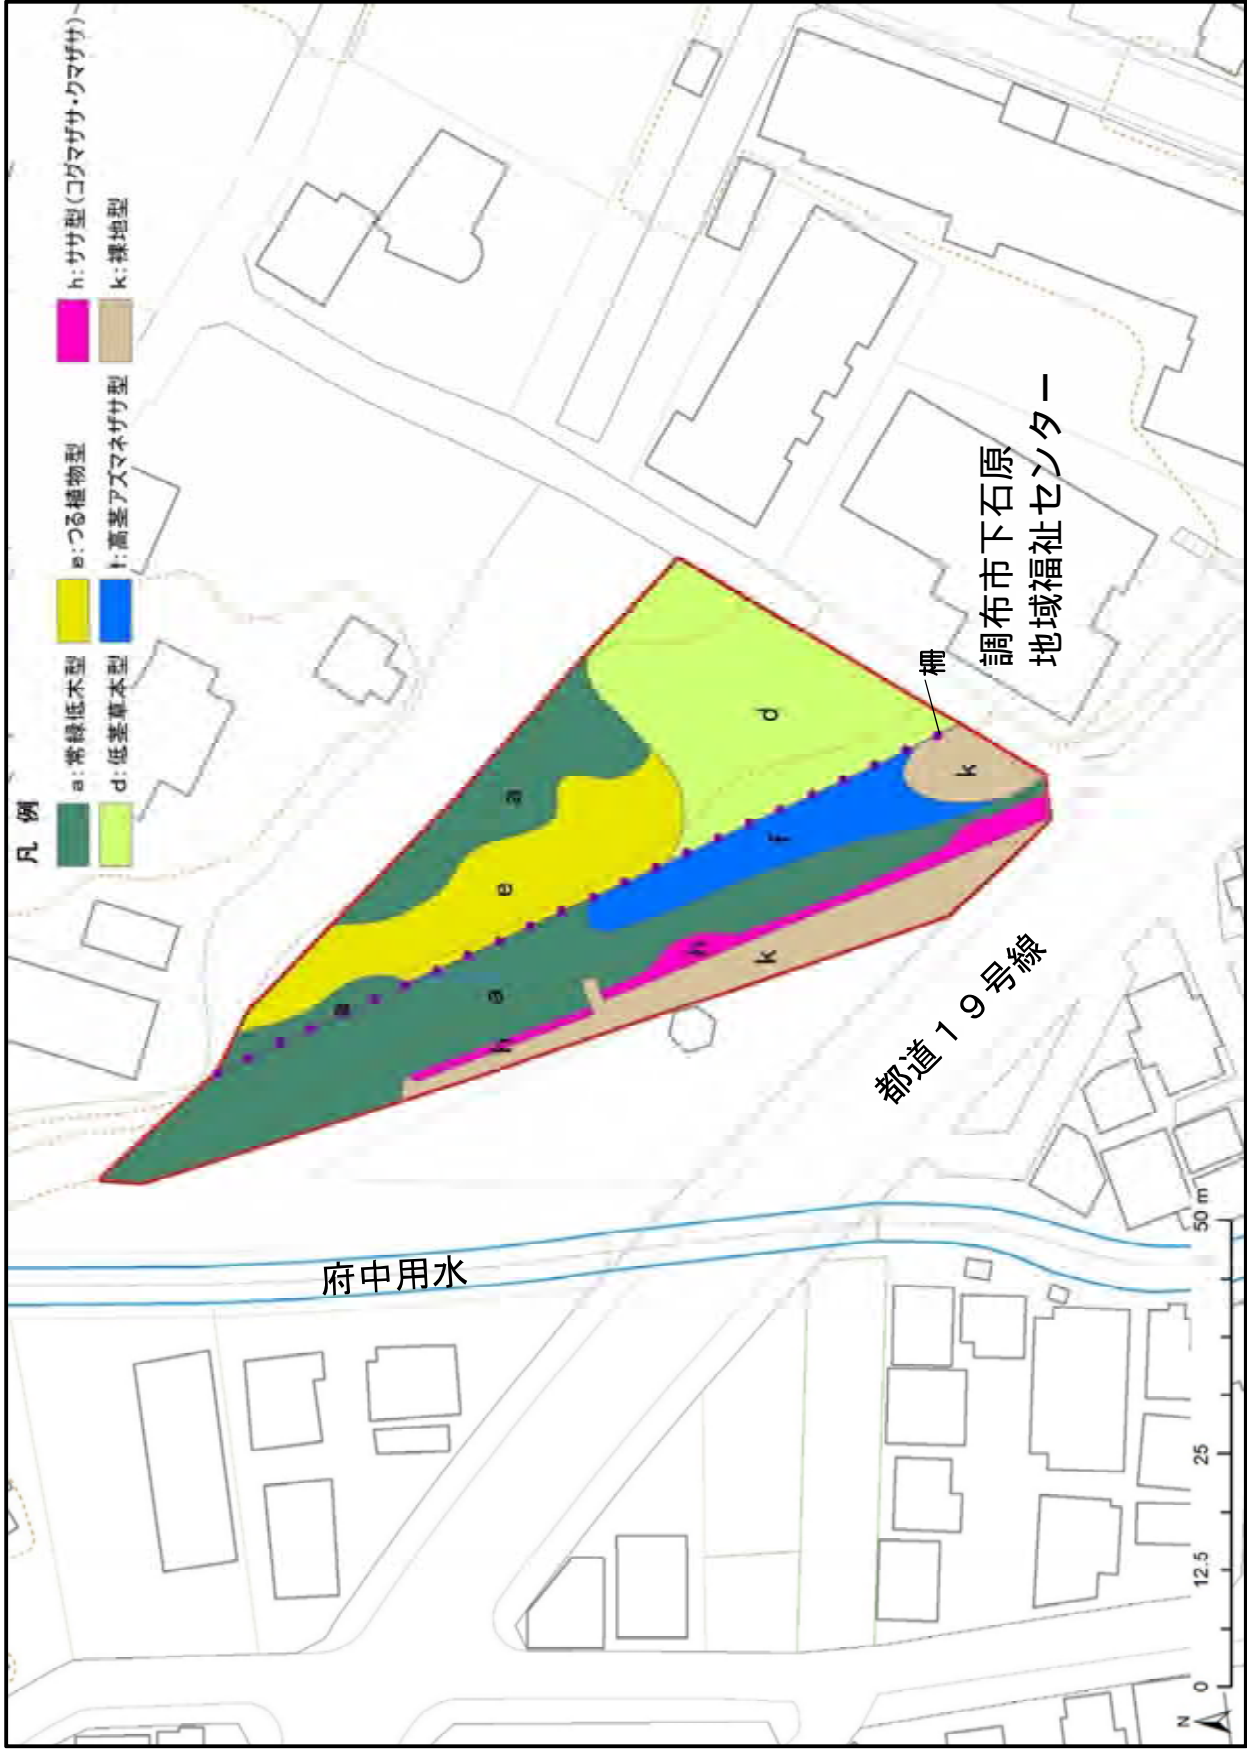 凡 例
a:常緑低木型
e:つる植物型
h:ササ型(コグマザサ・クマザサ)
d:低茎草本型
f:高茎アズマネザサ型
k:裸地型
a
a
a
e
d
f
h
h
k
k
柵
調布市下石原
地域福祉センター
都道19号線
府中用水
N
0
12.5
25
50 m